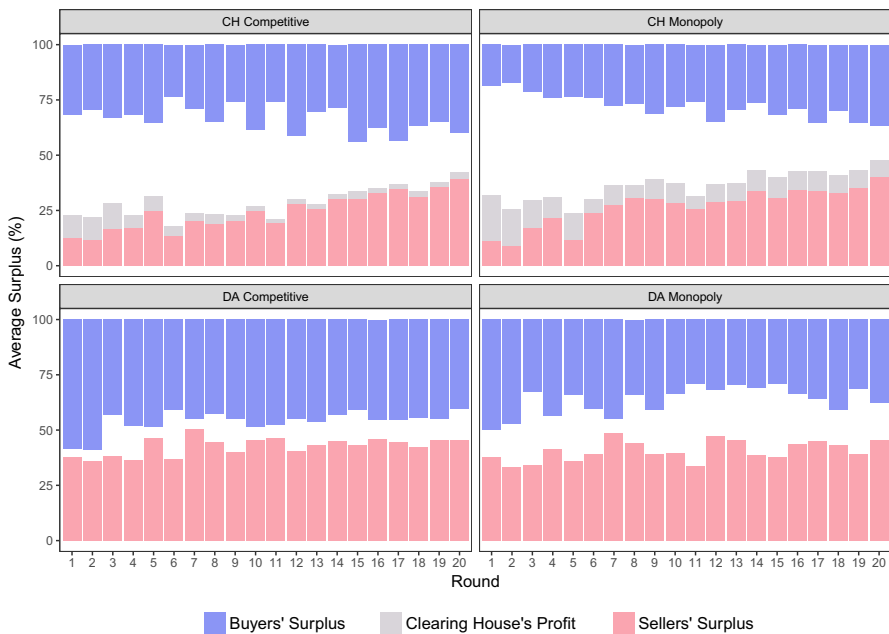 CH Competitive
CH Monopoly
100
75
50
25
0
DA Competitive
DA Monopoly
100
75
50
25
0
Average Surplus (%)
1 2 3 4 5 6 7 8 9 10 11 12 13 14 15 16 17 18 19 20
1 2 3 4 5 6 7 8 9 10 11 12 13 14 15 16 17 18 19 20
Round
Buyers' Surplus
Clearing House's Profit
Sellers' Surplus